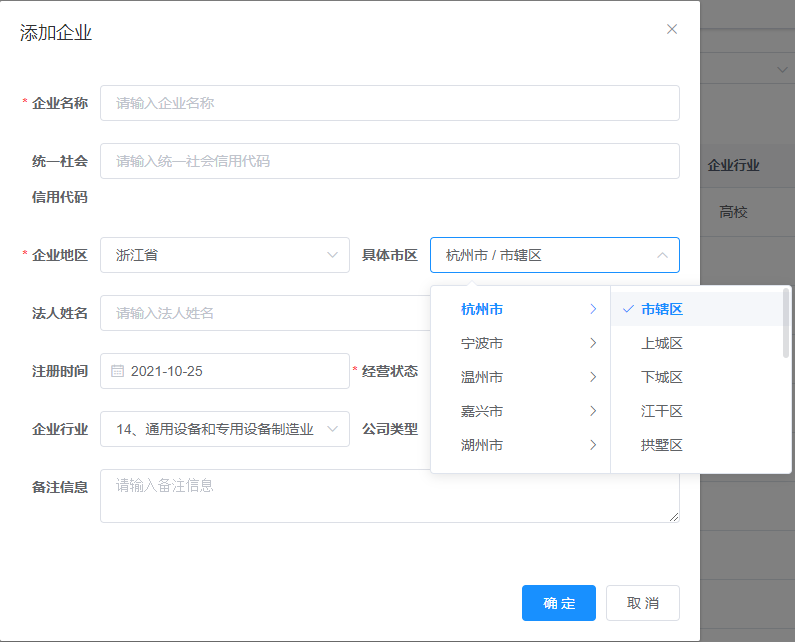 添加企业
* 企业名称 请输入企业名称
统一社会信用代码 请输入统一社会信用代码
企业行业
高校
* 企业地区 浙江省 具体市区 杭州市 / 市辖区
法人姓名 请输入法人姓名
杭州市 市辖区
宁波市 上城区
温州市 下城区
嘉兴市 江干区
湖州市 拱墅区
注册时间 2021-10-25 * 经营状态
企业行业 14、通用设备和专用设备制造业 公司类型
备注信息 请输入备注信息
确 定 取 消